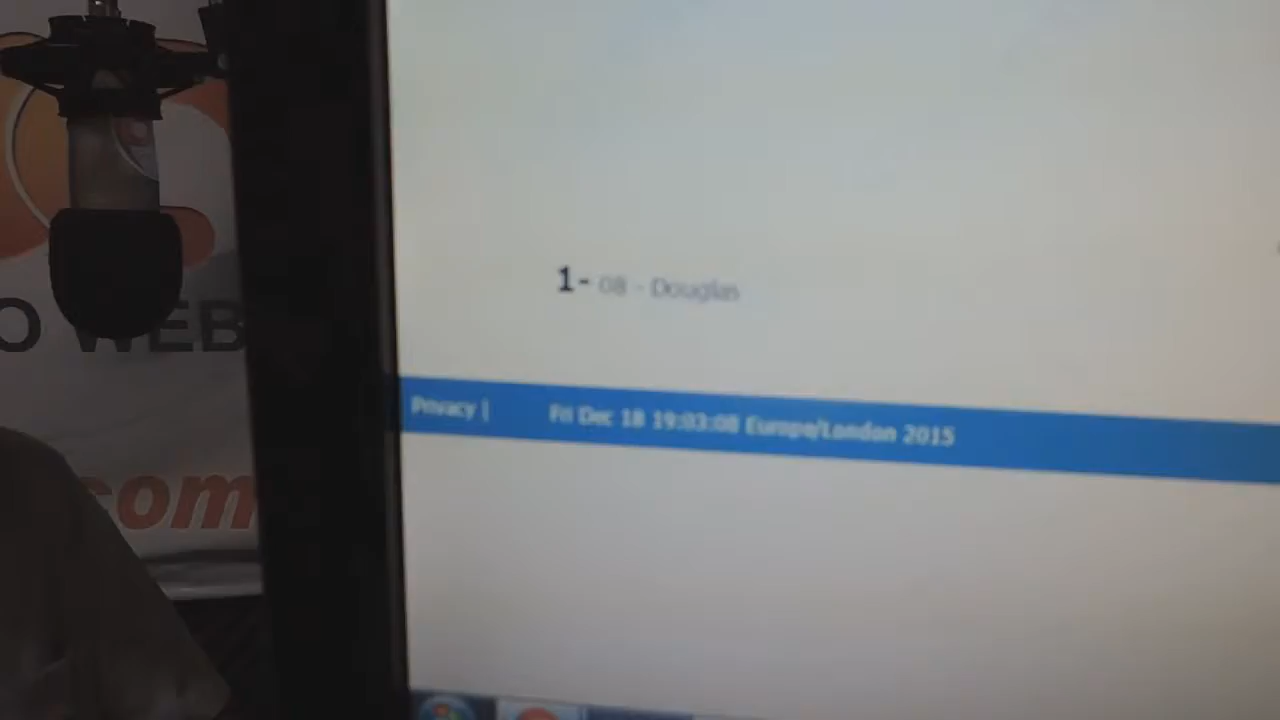 O WEB
com
1- 08 - Douglas
Privacy | Fri Dec 18 19:03:08 Europe/London 2015